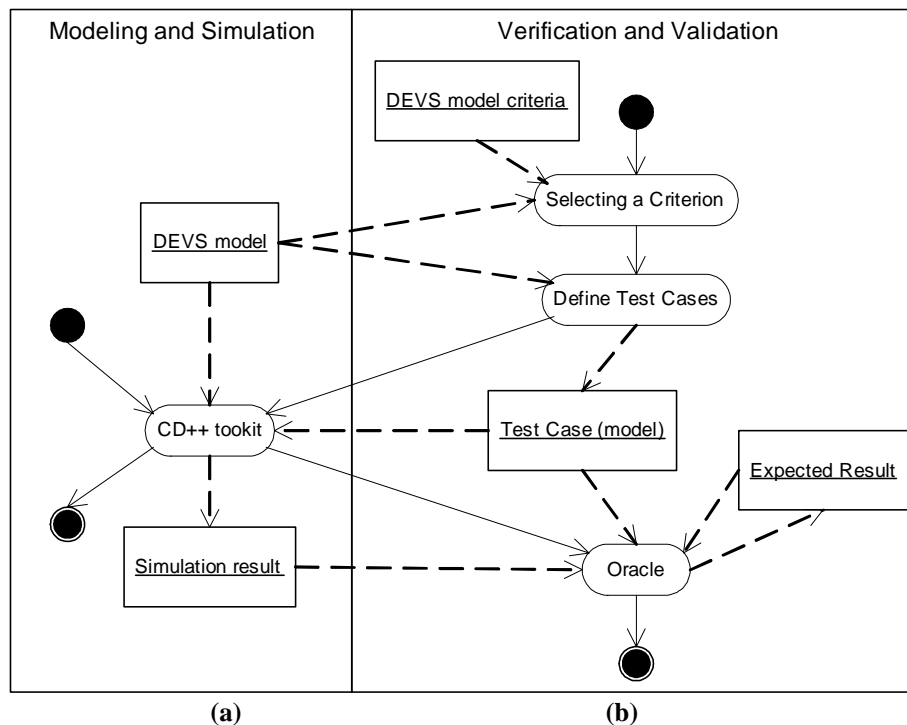 Modeling and Simulation
Verification and Validation
DEVS model criteria
Selecting a Criterion
DEVS model
Define Test Cases
CD++ tookit
Test Case (model)
Expected Result
Simulation result
Oracle
(a)
(b)